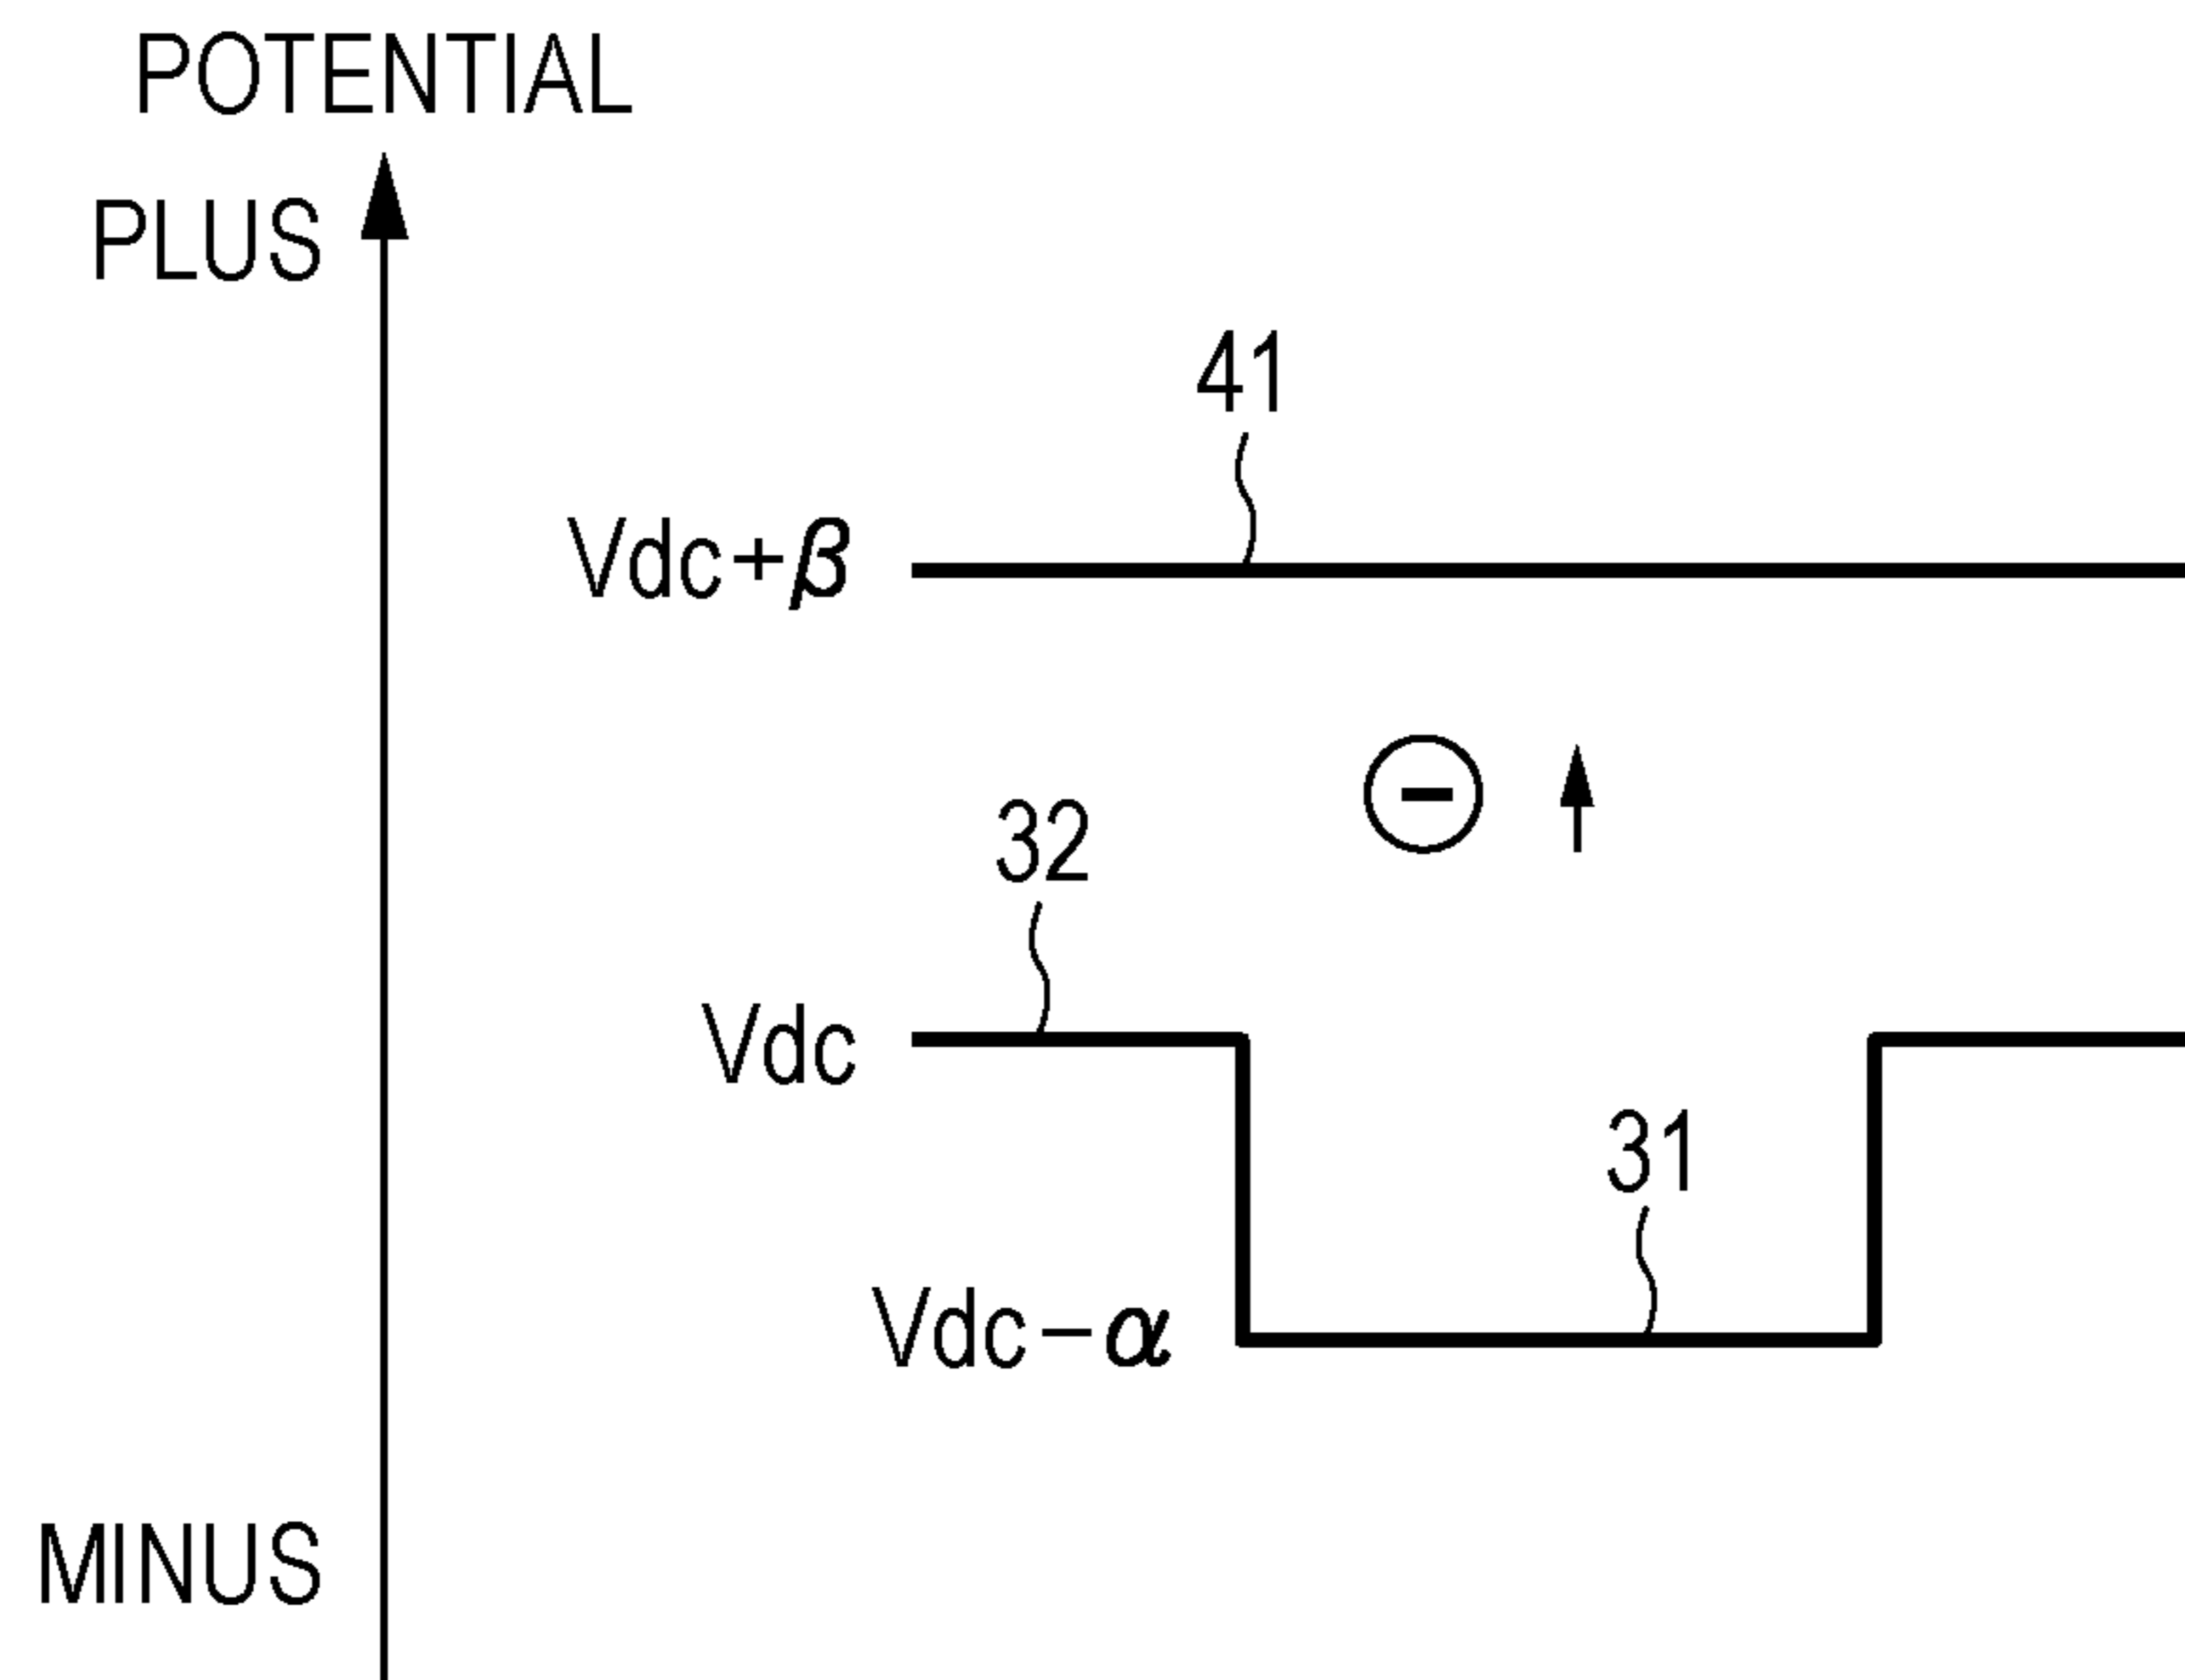 POTENTIAL
PLUS
41
Vdc+β
−
32
Vdc
31
Vdc−α
MINUS